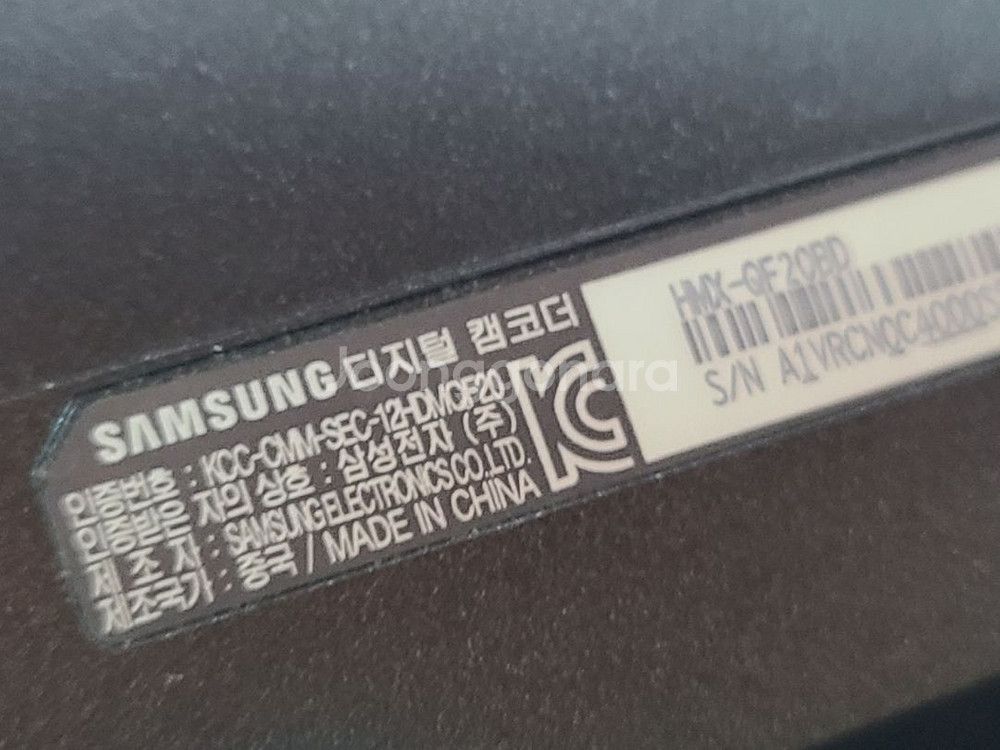 SAMSUNG 디지털 캠코더
인증번호 : KCC-CMM-SEC-12-HDMQF20
인증받은 자의 상호 : 삼성전자 (주)
제 조 자 : SAMSUNG ELECTRONICS CO., LTD.
제조국가 : 중국 / MADE IN CHINA
HMX-QF20BD
S/N A1VRCNQC4000
Joonggonara